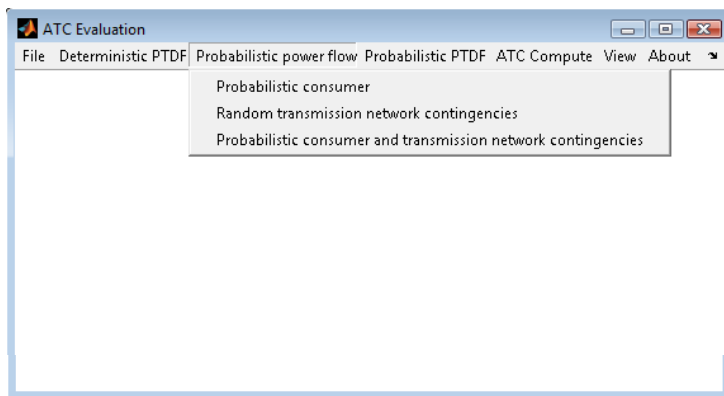 ATC Evaluation
File Deterministic PTDF Probabilistic power flow Probabilistic PTDF ATC Compute View About
Probabilistic consumer
Random transmission network contingencies
Probabilistic consumer and transmission network contingencies